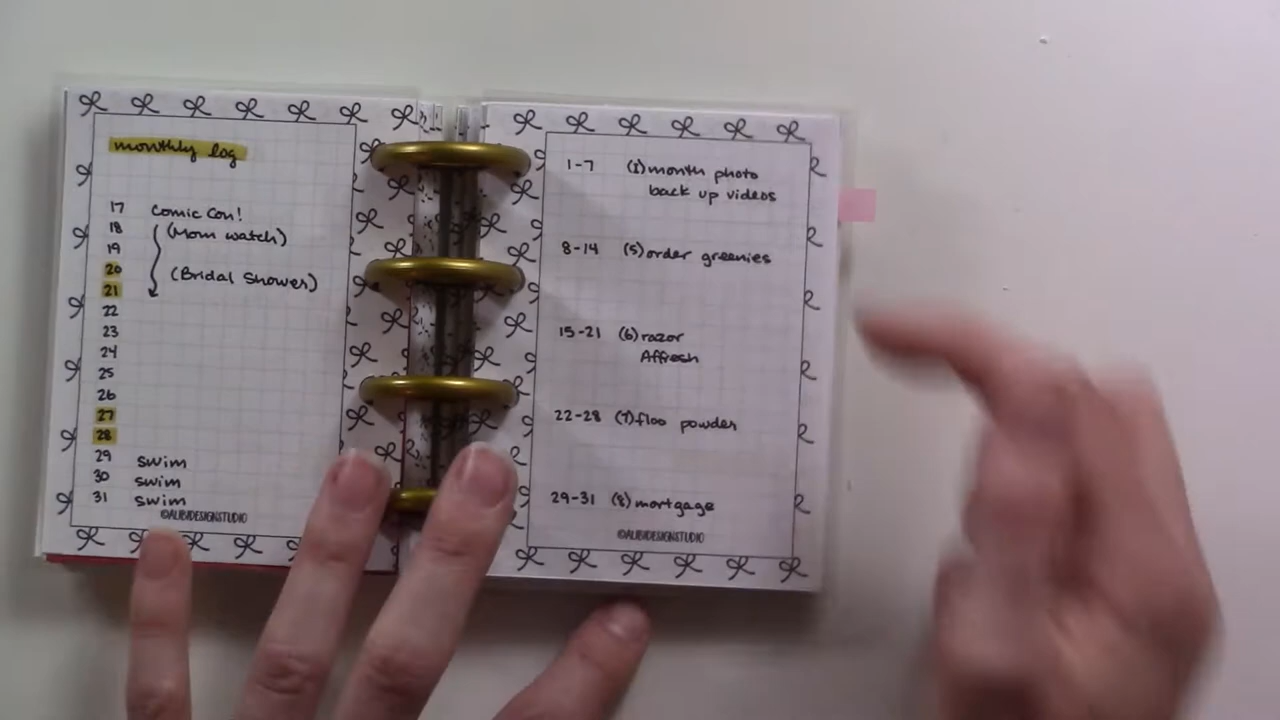 monthly log
17 Comic Con!
18 (Mom watch)
19
20 (Bridal Shower)
21
22
23
24
25
26
27
28
29 swim
30 swim
31 swim
©ALIBIDESIGNSTUDIO
1-7 (1) month photo
back up videos
8-14 (5) order greenies
15-21 (6) razor
Affresh
22-28 (7) floo powder
29-31 (8) mortgage
©ALIBIDESIGNSTUDIO